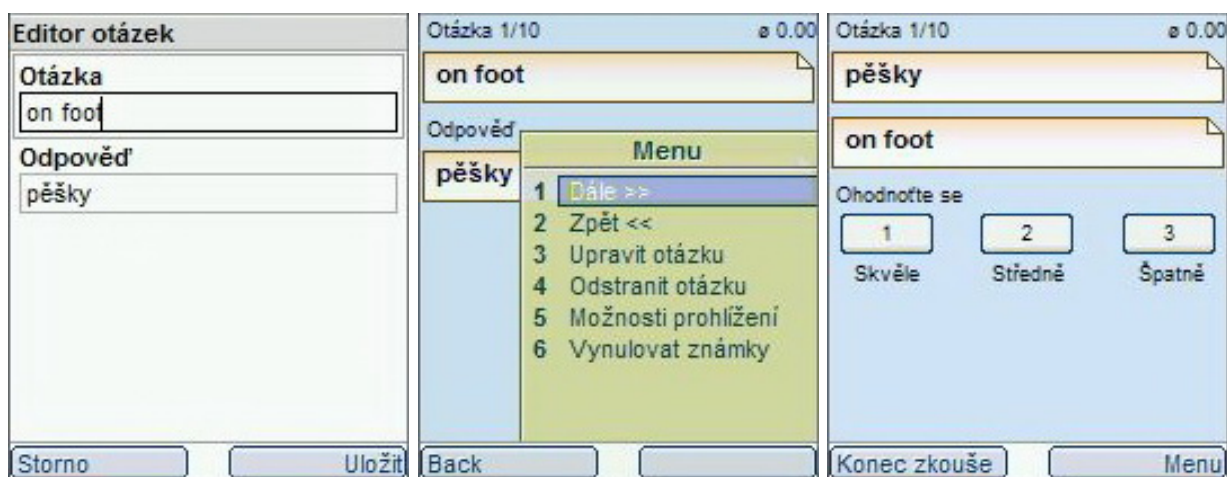 Editor otázek
Otázka
on foot
Odpověď
pěšky
Storno Uložit
Otázka 1/10 ø 0.00
on foot
Odpověď
pěšky
Menu
1 Dále >>
2 Zpět <<
3 Upravit otázku
4 Odstranit otázku
5 Možnosti prohlížení
6 Vynulovat známky
Back
Otázka 1/10 ø 0.00
pěšky
on foot
Ohodnoťte se
1 2 3
Skvěle Středně Špatně
Konec zkouše Menu